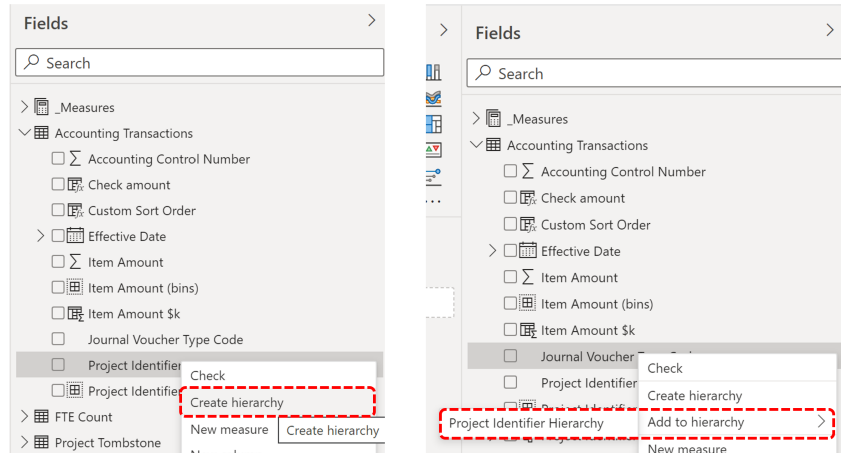 Fields
Search
_Measures
Accounting Transactions
Accounting Control Number
Check amount
Custom Sort Order
Effective Date
Item Amount
Item Amount (bins)
Item Amount $k
Journal Voucher Type Code
Project Identifier
Project Identifie
FTE Count
Project Tombstone
Check
Create hierarchy
New measure
Create hierarchy
Fields
Search
_Measures
Accounting Transactions
Accounting Control Number
Check amount
Custom Sort Order
Effective Date
Item Amount
Item Amount (bins)
Item Amount $k
Journal Voucher
Project Identifier
Project Identifier Hierarchy
Check
Create hierarchy
Add to hierarchy
New measure